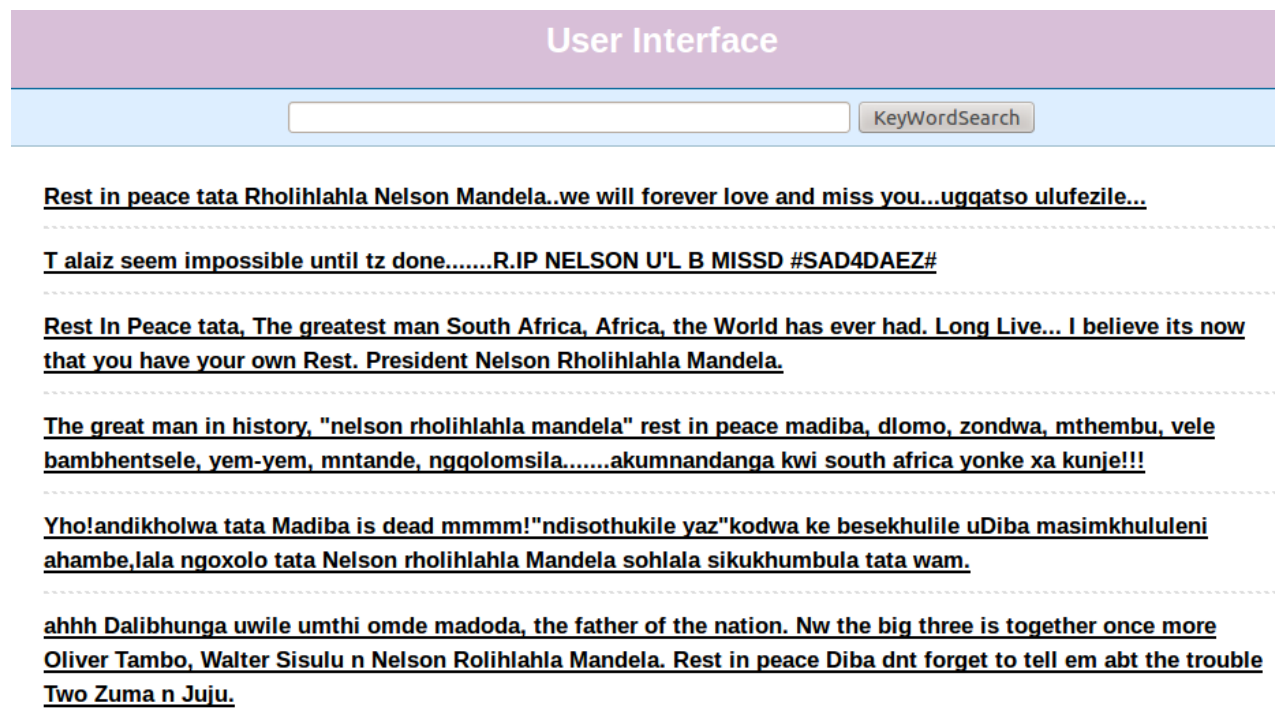 User Interface
KeyWordSearch
Rest in peace tata Rholihlahla Nelson Mandela..we will forever love and miss you...ugqatso ulufezile...
T alaiz seem impossible until tz done.......R.IP NELSON U'L B MISSD #SAD4DAEZ#
Rest In Peace tata, The greatest man South Africa, Africa, the World has ever had. Long Live... I believe its now
that you have your own Rest. President Nelson Rholihlahla Mandela.
The great man in history, "nelson rholihlahla mandela" rest in peace madiba, dlomo, zondwa, mthembu, vele
bambhentsele, yem-yem, mntande, ngqolomsila.......akumnandanga kwi south africa yonke xa kunje!!!
Yho!andikholwa tata Madiba is dead mmmm!"ndisothukile yaz"kodwa ke besekhulile uDiba masimkhululeni
ahambe,lala ngoxolo tata Nelson rholihlahla Mandela sohlala sikukhumbula tata wam.
ahhh Dalibhunga uwile umthi omde madoda, the father of the nation. Nw the big three is together once more
Oliver Tambo, Walter Sisulu n Nelson Rolihlahla Mandela. Rest in peace Diba dnt forget to tell em abt the trouble
Two Zuma n Juju.